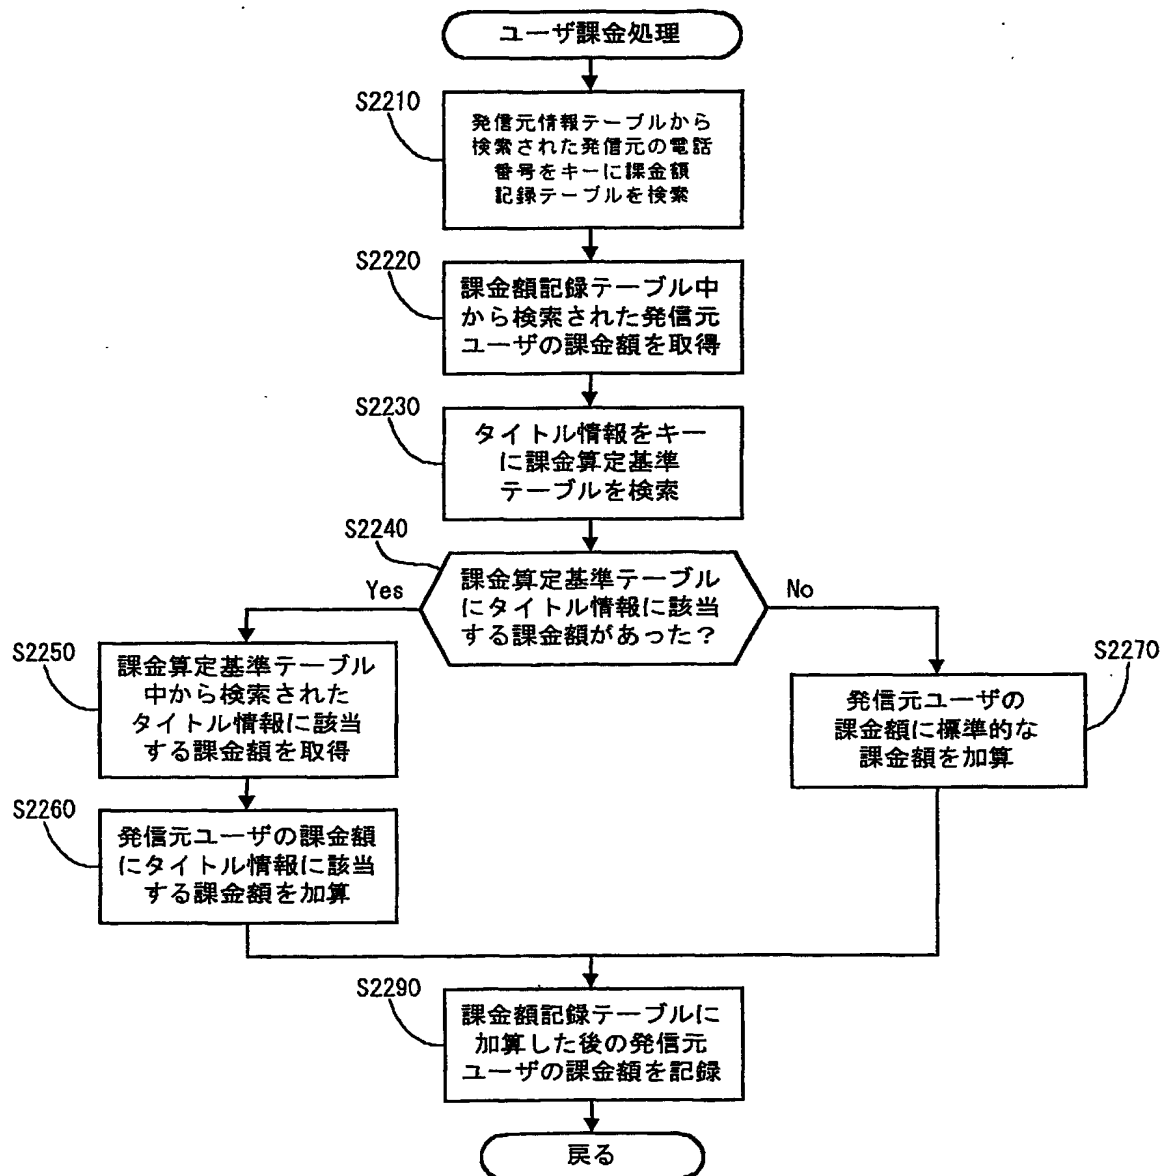 ユーザ課金処理
S2210
発信元情報テーブルから
検索された発信元の電話
番号をキーに課金額
記録テーブルを検索
S2220
課金額記録テーブル中
から検索された発信元
ユーザの課金額を取得
S2230
タイトル情報をキー
に課金算定基準
テーブルを検索
S2240
課金算定基準テーブル
にタイトル情報に該当
する課金額があった？
Yes
No
S2250
課金算定基準テーブル
中から検索された
タイトル情報に該当
する課金額を取得
S2270
発信元ユーザの
課金額に標準的な
課金額を加算
S2260
発信元ユーザの課金額
にタイトル情報に該当
する課金額を加算
S2290
課金額記録テーブルに
加算した後の発信元
ユーザの課金額を記録
戻る